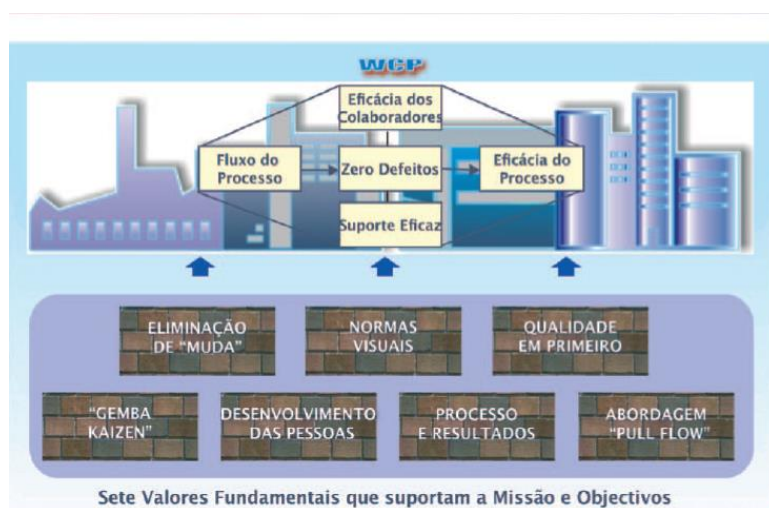 WCP
Eficácia dos
Colaboradores
Fluxo do
Processo
Zero Defeitos
Eficácia do
Processo
Suporte Eficaz
ELIMINAÇÃO
DE “MUDA”
NORMAS
VISUAIS
QUALIDADE
EM PRIMEIRO
“GEMBA
KAIZEN”
DESENVOLVIMENTO
DAS PESSOAS
PROCESSO
E RESULTADOS
ABORDAGEM
“PULL FLOW”
Sete Valores Fundamentais que suportam a Missão e Objectivos